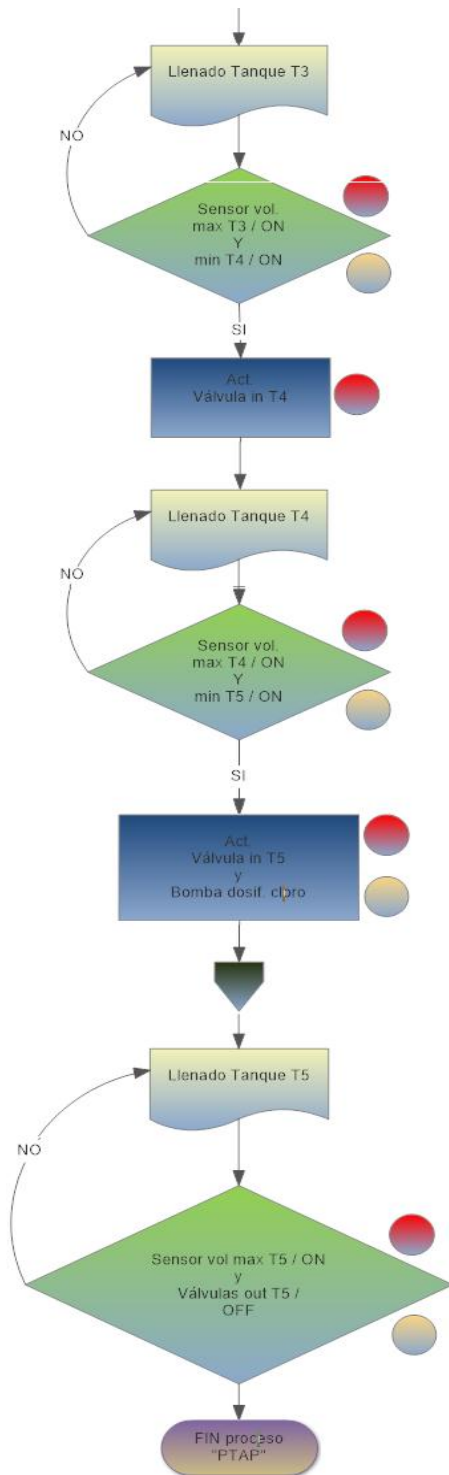 Llenado Tanque T3
NO
Sensor vol.
max T3 / ON
Y
min T4 / ON
SI
Act.
Válvula in T4
Llenado Tanque T4
NO
Sensor vol.
max T4 / ON
Y
min T5 / ON
SI
Act.
Válvula in T5
y
Bomba dosif. cloro
Llenado Tanque T5
NO
Sensor vol max T5 / ON
y
Válvulas out T5 /
OFF
FIN proceso
"PTAP"